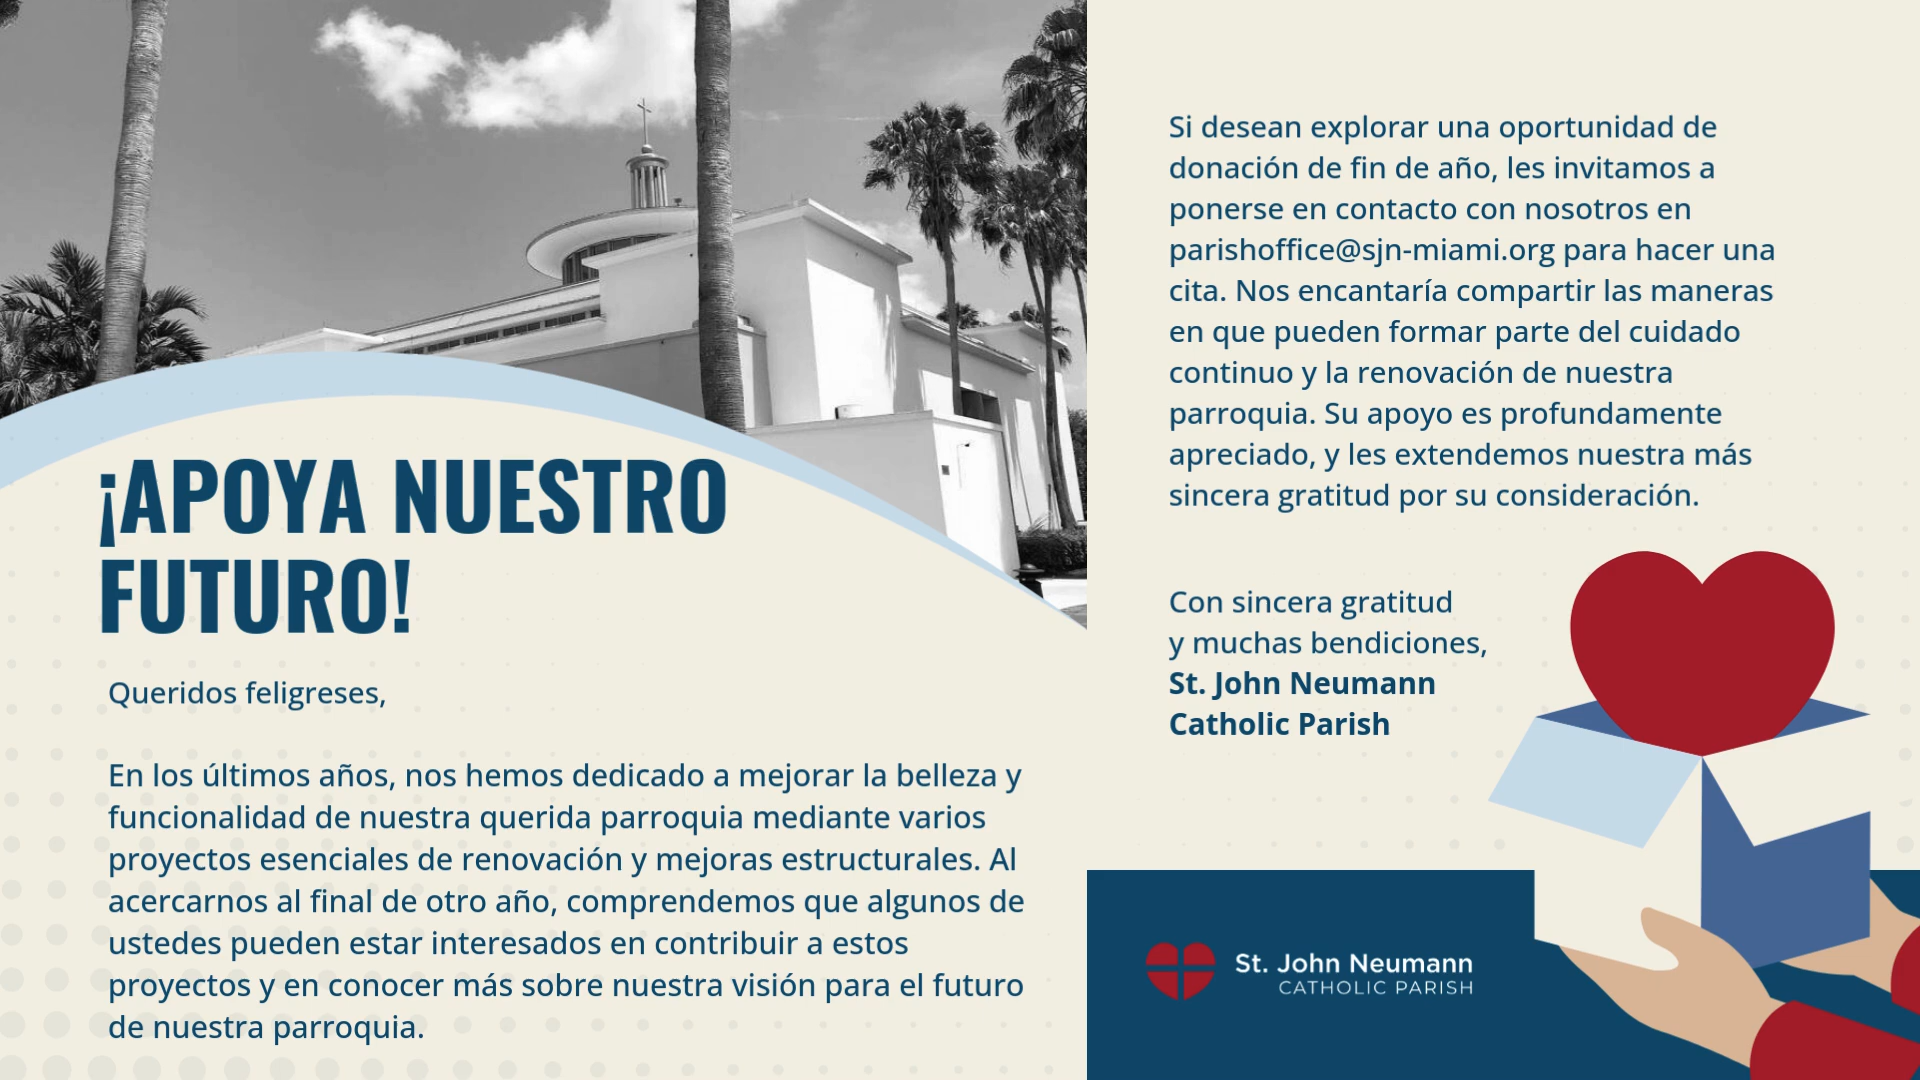 ¡APOYA NUESTRO
FUTURO!
Queridos feligreses,
En los últimos años, nos hemos dedicado a mejorar la belleza y
funcionalidad de nuestra querida parroquia mediante varios
proyectos esenciales de renovación y mejoras estructurales. Al
acercarnos al final de otro año, comprendemos que algunos de
ustedes pueden estar interesados en contribuir a estos
proyectos y en conocer más sobre nuestra visión para el futuro
de nuestra parroquia.
Si desean explorar una oportunidad de
donación de fin de año, les invitamos a
ponerse en contacto con nosotros en
parishoffice@sjn-miami.org para hacer una
cita. Nos encantaría compartir las maneras
en que pueden formar parte del cuidado
continuo y la renovación de nuestra
parroquia. Su apoyo es profundamente
apreciado, y les extendemos nuestra más
sincera gratitud por su consideración.
Con sincera gratitud
y muchas bendiciones,
St. John Neumann
Catholic Parish
St. John Neumann
CATHOLIC PARISH